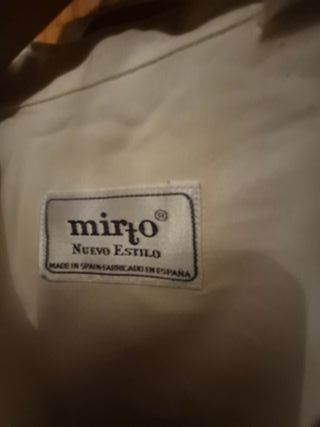 mirto®
NUEVO ESTILO
MADE IN SPAIN-FABRICADO EN ESPAÑA